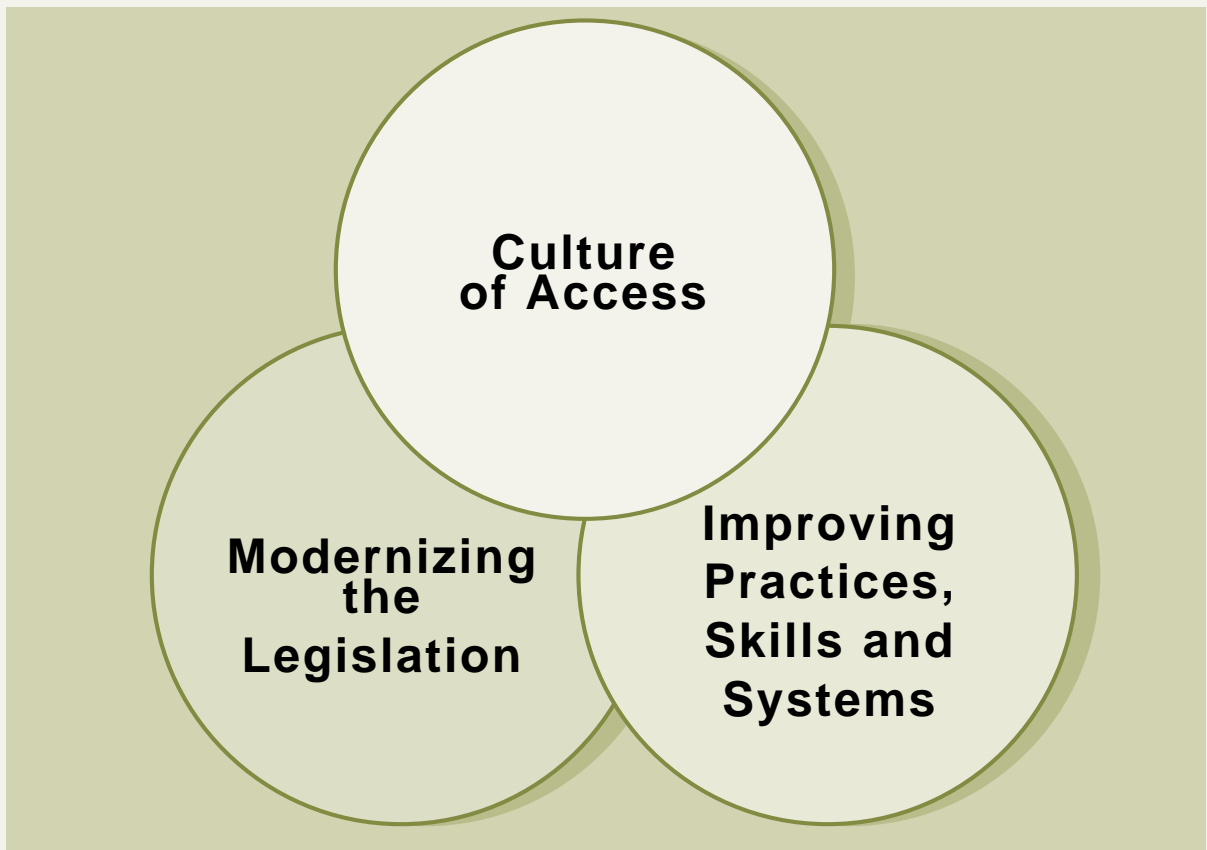 Culture
of Access
Modernizing
the
Legislation
Improving
Practices,
Skills and
Systems